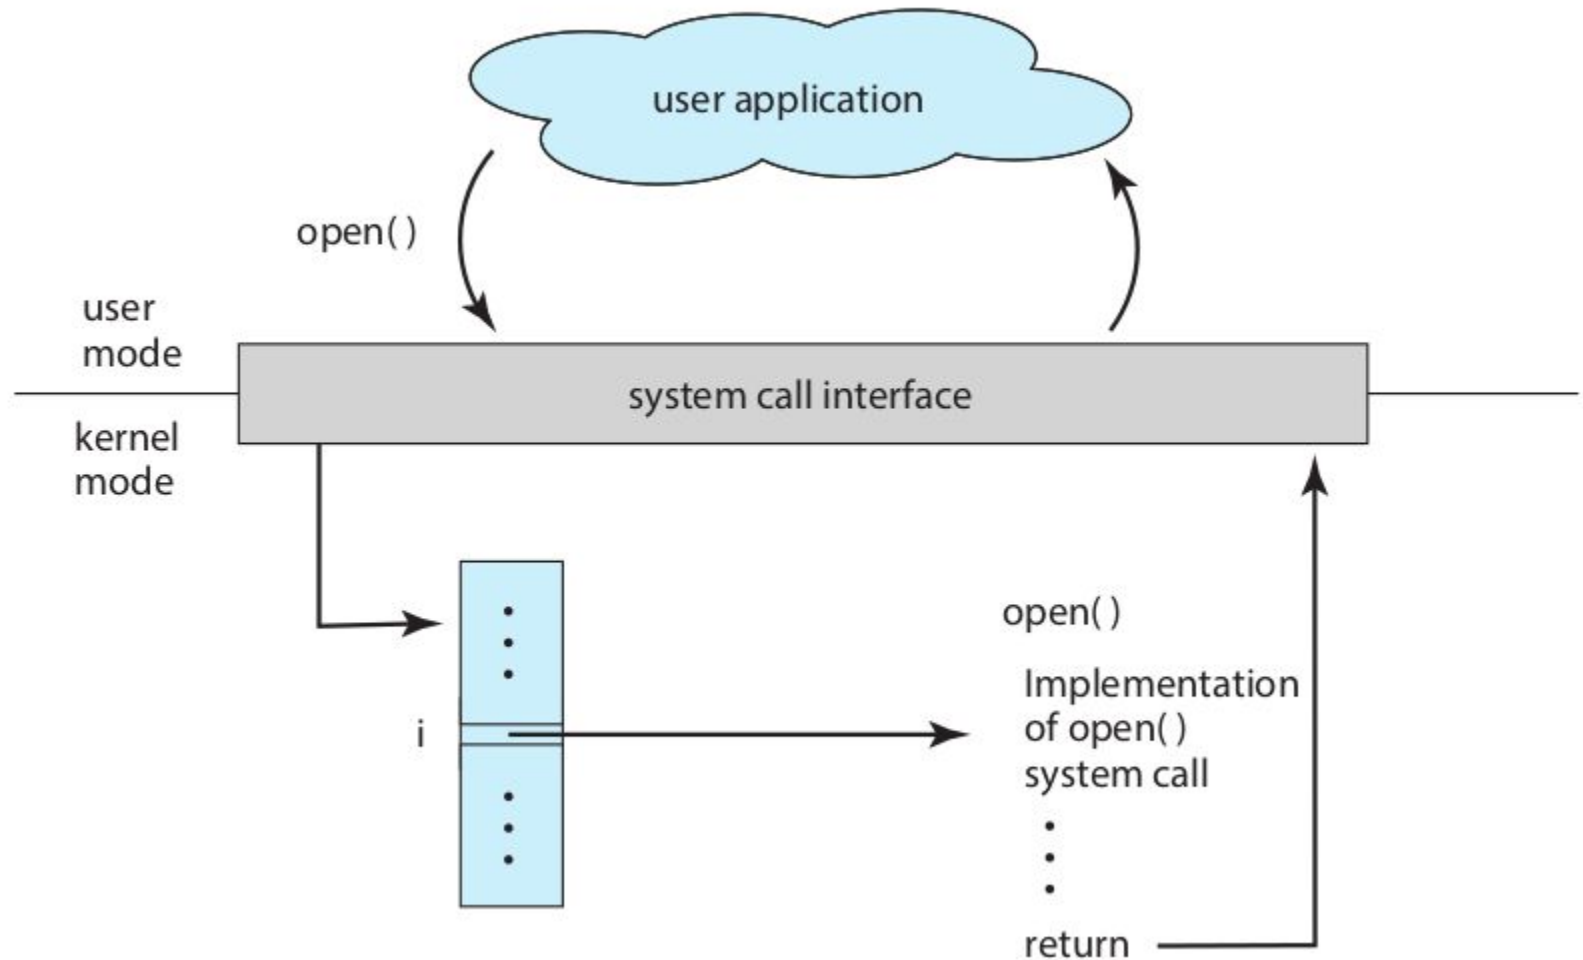 user application
open( )
user
mode
system call interface
kernel
mode
open( )
Implementation
of open( )
system call
i
return